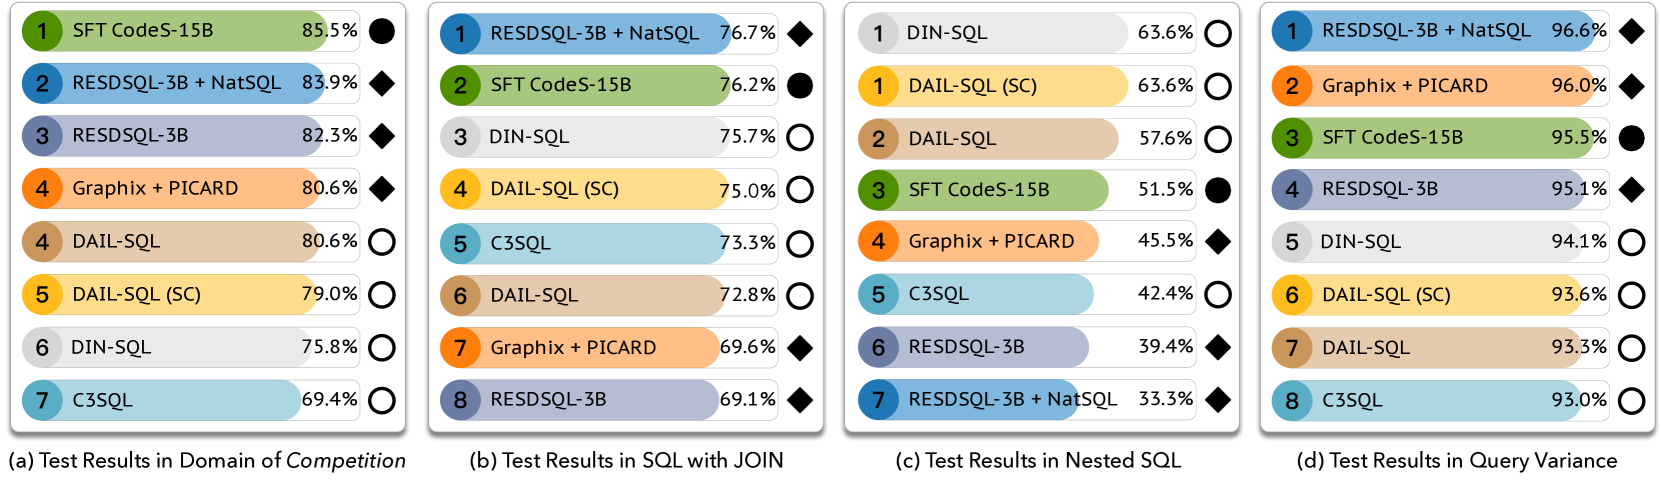 1 SFT CodeS-15B 85.5%
2 RESDSQL-3B + NatSQL 83.9%
3 RESDSQL-3B 82.3%
4 Graphix + PICARD 80.6%
4 DAIL-SQL 80.6%
5 DAIL-SQL (SC) 79.0%
6 DIN-SQL 75.8%
7 C3SQL 69.4%
(a) Test Results in Domain of Competition
1 RESDSQL-3B + NatSQL 76.7%
2 SFT CodeS-15B 76.2%
3 DIN-SQL 75.7%
4 DAIL-SQL (SC) 75.0%
5 C3SQL 73.3%
6 DAIL-SQL 72.8%
7 Graphix + PICARD 69.6%
8 RESDSQL-3B 69.1%
(b) Test Results in SQL with JOIN
1 DIN-SQL 63.6%
1 DAIL-SQL (SC) 63.6%
2 DAIL-SQL 57.6%
3 SFT CodeS-15B 51.5%
4 Graphix + PICARD 45.5%
5 C3SQL 42.4%
6 RESDSQL-3B 39.4%
7 RESDSQL-3B + NatSQL 33.3%
(c) Test Results in Nested SQL
1 RESDSQL-3B + NatSQL 96.6%
2 Graphix + PICARD 96.0%
3 SFT CodeS-15B 95.5%
4 RESDSQL-3B 95.1%
5 DIN-SQL 94.1%
6 DAIL-SQL (SC) 93.6%
7 DAIL-SQL 93.3%
8 C3SQL 93.0%
(d) Test Results in Query Variance